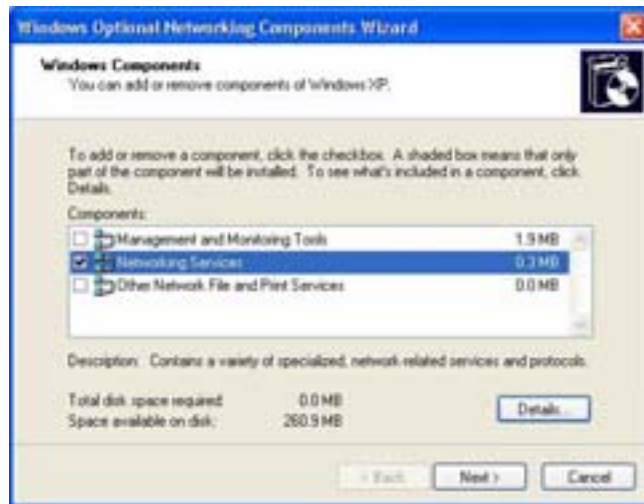 Windows Optional Networking Components Wizard
Windows Components
You can add or remove components of Windows XP.
To add or remove a component, click the checkbox. A shaded box means that only
part of the component will be installed. To see what's included in a component, click
Details.
Components:
Management and Monitoring Tools 1.9 MB
Networking Services 0.3 MB
Other Network File and Print Services 0.0 MB
Description: Contains a variety of specialized, network-related services and protocols.
Total disk space required: 0.0 MB
Space available on disk: 260.9 MB
Details...
< Back
Next >
Cancel